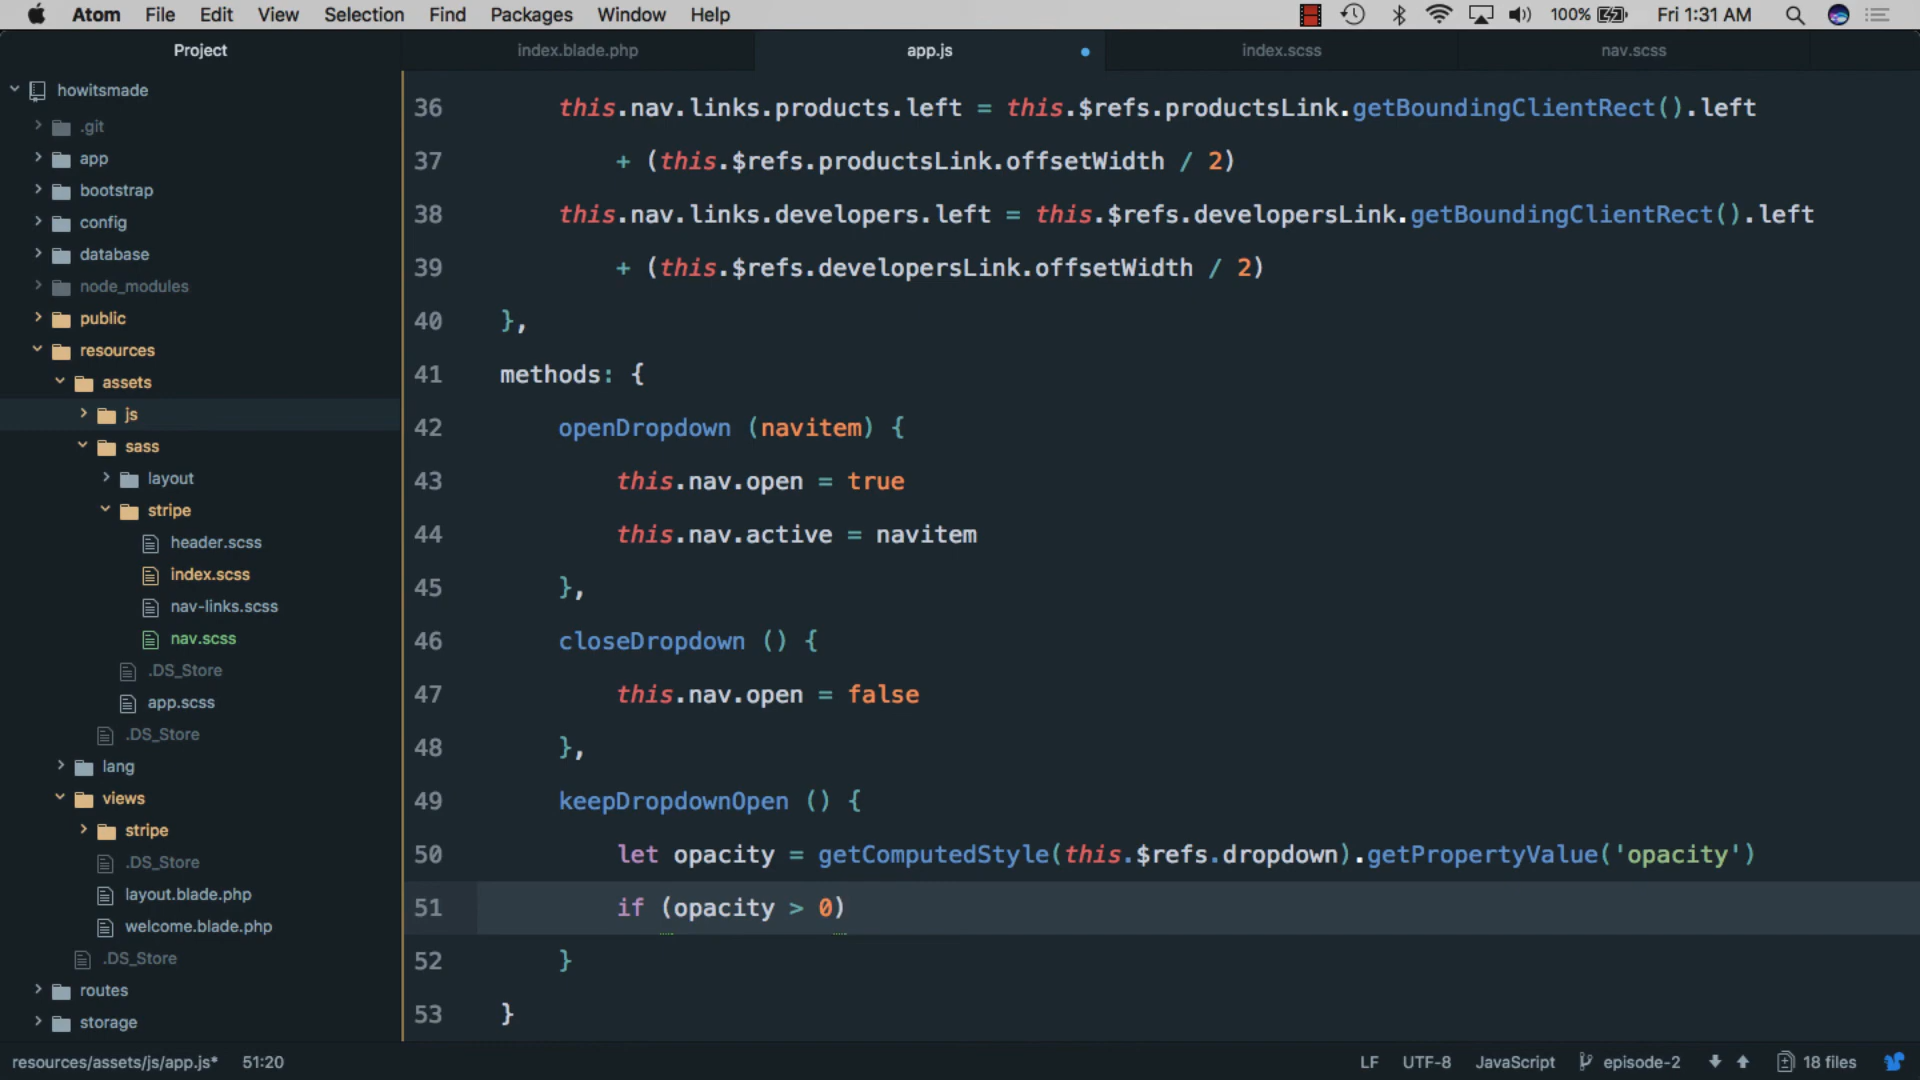 Atom File Edit View Selection Find Packages Window Help 100% Fri 1:31 AM
Project
index.blade.php app.js index.scss nav.scss
howitsmade
.git
app
bootstrap
config
database
node_modules
public
resources
assets
js
sass
layout
stripe
header.scss
index.scss
nav-links.scss
nav.scss
.DS_Store
app.scss
.DS_Store
lang
views
stripe
.DS_Store
layout.blade.php
welcome.blade.php
.DS_Store
routes
storage
36 this.nav.links.products.left = this.$refs.productsLink.getBoundingClientRect().left
37 + (this.$refs.productsLink.offsetWidth / 2)
38 this.nav.links.developers.left = this.$refs.developersLink.getBoundingClientRect().left
39 + (this.$refs.developersLink.offsetWidth / 2)
40 },
41 methods: {
42 openDropdown (navitem) {
43 this.nav.open = true
44 this.nav.active = navitem
45 },
46 closeDropdown () {
47 this.nav.open = false
48 },
49 keepDropdownOpen () {
50 let opacity = getComputedStyle(this.$refs.dropdown).getPropertyValue('opacity')
51 if (opacity > 0)
52 }
53 }
resources/assets/js/app.js* 51:20 LF UTF-8 JavaScript episode-2 18 files